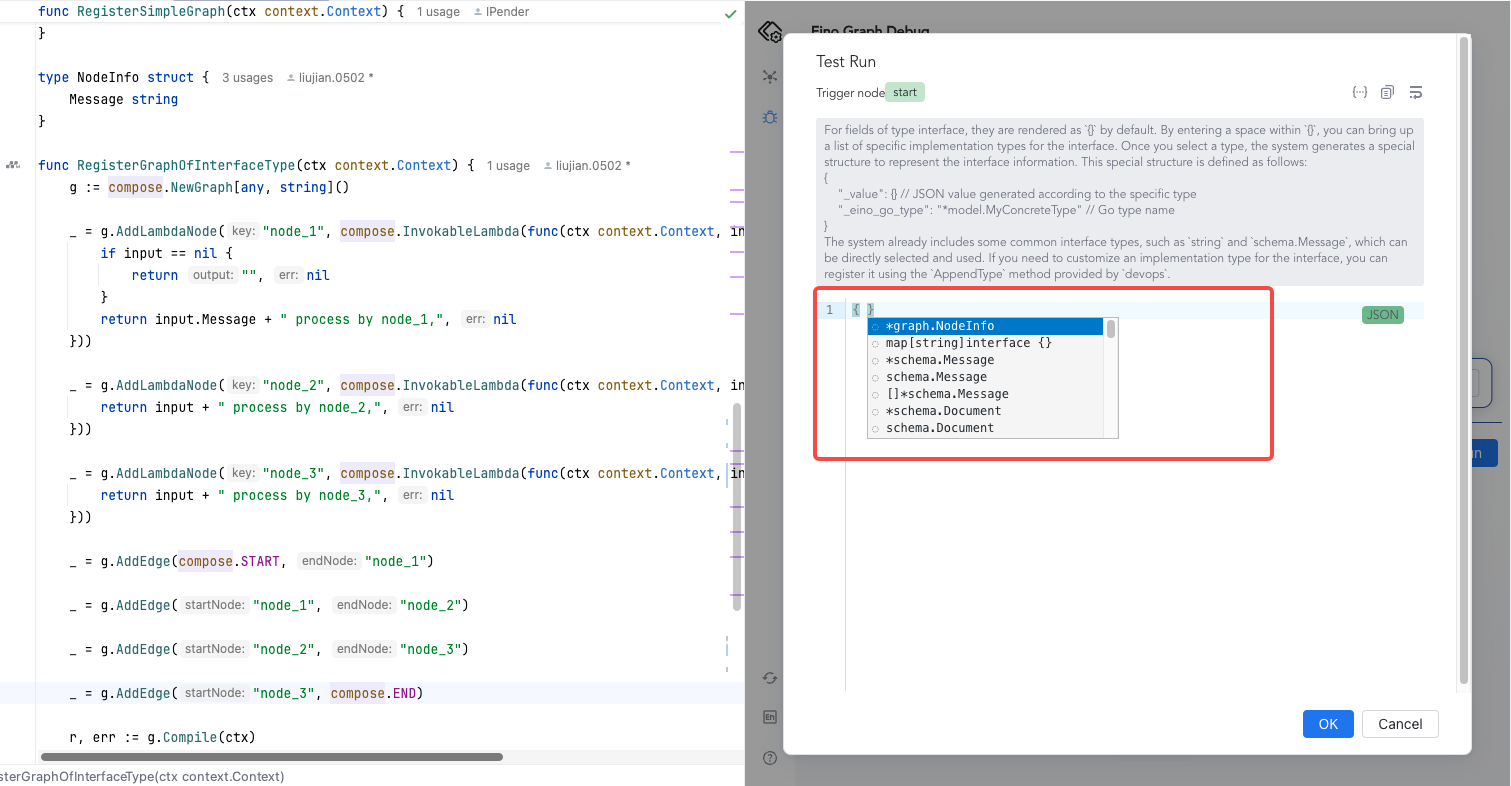 func RegisterSimpleGraph(ctx context.Context) { 1 usage IPender
}
type NodeInfo struct { 3 usages liujian.0502 *
Message string
}
func RegisterGraphOfInterfaceType(ctx context.Context) { 1 usage liujian.0502 *
g := compose.NewGraph[any, string]()
_ = g.AddLambdaNode( key: "node_1", compose.InvokableLambda(func(ctx context.Context, in
if input == nil {
return output: "", err: nil
}
return input.Message + " process by node_1,", err: nil
}))
_ = g.AddLambdaNode( key: "node_2", compose.InvokableLambda(func(ctx context.Context, in
return input + " process by node_2,", err: nil
}))
_ = g.AddLambdaNode( key: "node_3", compose.InvokableLambda(func(ctx context.Context, in
return input + " process by node_3,", err: nil
}))
_ = g.AddEdge(compose.START, endNode: "node_1")
_ = g.AddEdge( startNode: "node_1", endNode: "node_2")
_ = g.AddEdge( startNode: "node_2", endNode: "node_3")
_ = g.AddEdge( startNode: "node_3", compose.END)
r, err := g.Compile(ctx)
sterGraphOfInterfaceType(ctx context.Context)
Eino Graph Debug
Test Run
Trigger node start
For fields of type interface, they are rendered as `{}` by default. By entering a space within `{}`, you can bring up
a list of specific implementation types for the interface. Once you select a type, the system generates a special
structure to represent the interface information. This special structure is defined as follows:
{
"_value": {} // JSON value generated according to the specific type
"_eino_go_type": "*model.MyConcreteType" // Go type name
}
The system already includes some common interface types, such as `string` and `schema.Message`, which can
be directly selected and used. If you need to customize an implementation type for the interface, you can
register it using the `AppendType` method provided by `devops`.
1 { }
JSON
*graph.NodeInfo
map[string]interface {}
*schema.Message
schema.Message
[]*schema.Message
*schema.Document
schema.Document
un
En
OK Cancel